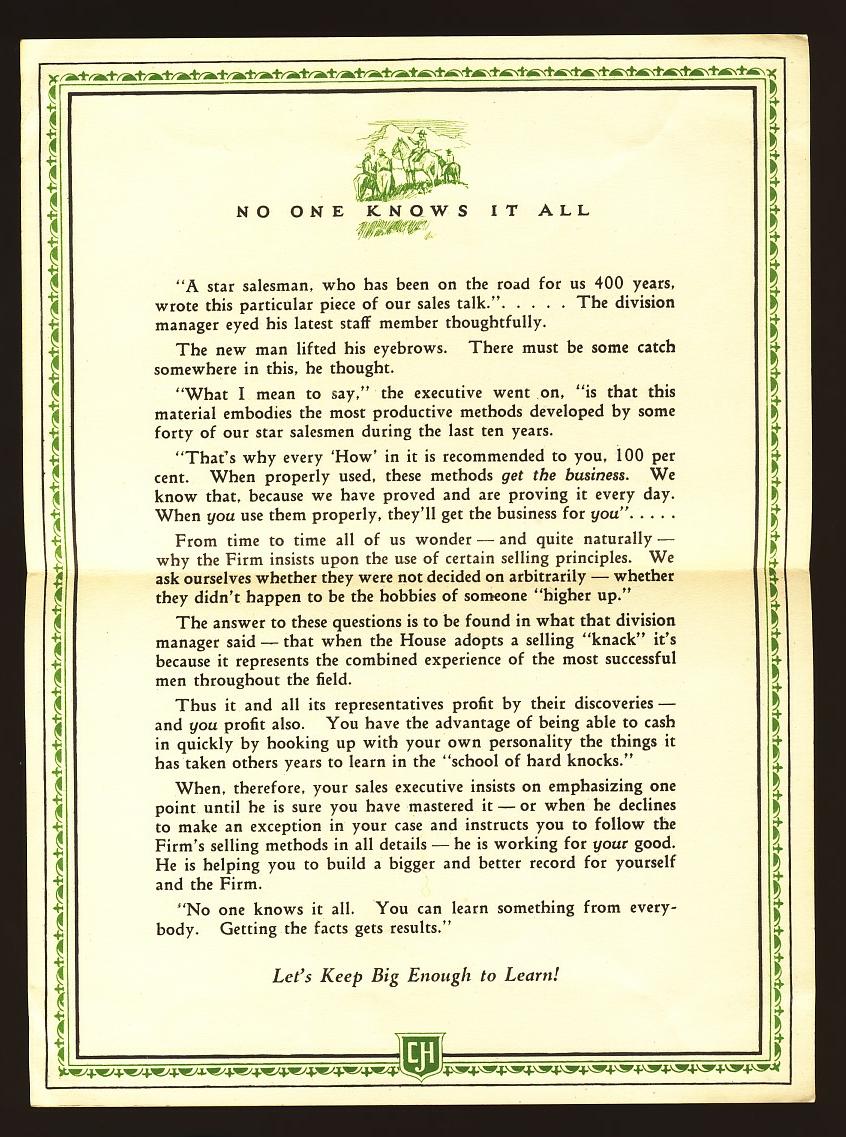 NO ONE KNOWS IT ALL
"A star salesman, who has been on the road for us 400 years,
wrote this particular piece of our sales talk.". . . . . The division
manager eyed his latest staff member thoughtfully.
The new man lifted his eyebrows. There must be some catch
somewhere in this, he thought.
"What I mean to say," the executive went on, "is that this
material embodies the most productive methods developed by some
forty of our star salesmen during the last ten years.
"That's why every 'How' in it is recommended to you, 100 per
cent. When properly used, these methods get the business. We
know that, because we have proved and are proving it every day.
When you use them properly, they'll get the business for you". . . . .
From time to time all of us wonder — and quite naturally —
why the Firm insists upon the use of certain selling principles. We
ask ourselves whether they were not decided on arbitrarily — whether
they didn't happen to be the hobbies of someone "higher up."
The answer to these questions is to be found in what that division
manager said — that when the House adopts a selling "knack" it's
because it represents the combined experience of the most successful
men throughout the field.
Thus it and all its representatives profit by their discoveries —
and you profit also. You have the advantage of being able to cash
in quickly by hooking up with your own personality the things it
has taken others years to learn in the "school of hard knocks."
When, therefore, your sales executive insists on emphasizing one
point until he is sure you have mastered it — or when he declines
to make an exception in your case and instructs you to follow the
Firm's selling methods in all details — he is working for your good.
He is helping you to build a bigger and better record for yourself
and the Firm.
"No one knows it all. You can learn something from every-
body. Getting the facts gets results."
Let's Keep Big Enough to Learn!
CJH